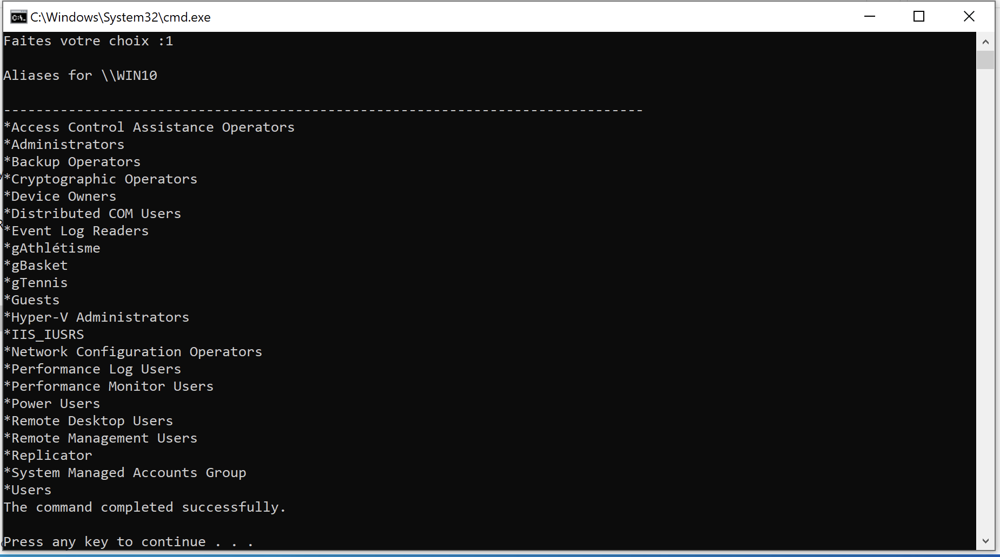 C:\Windows\System32\cmd.exe
Faites votre choix :1
Aliases for \\WIN10
-------------------------------------------------------------------------------
*Access Control Assistance Operators
*Administrators
*Backup Operators
*Cryptographic Operators
*Device Owners
*Distributed COM Users
*Event Log Readers
*gAthlétisme
*gBasket
*gTennis
*Guests
*Hyper-V Administrators
*IIS_IUSRS
*Network Configuration Operators
*Performance Log Users
*Performance Monitor Users
*Power Users
*Remote Desktop Users
*Remote Management Users
*Replicator
*System Managed Accounts Group
*Users
The command completed successfully.
Press any key to continue . . .